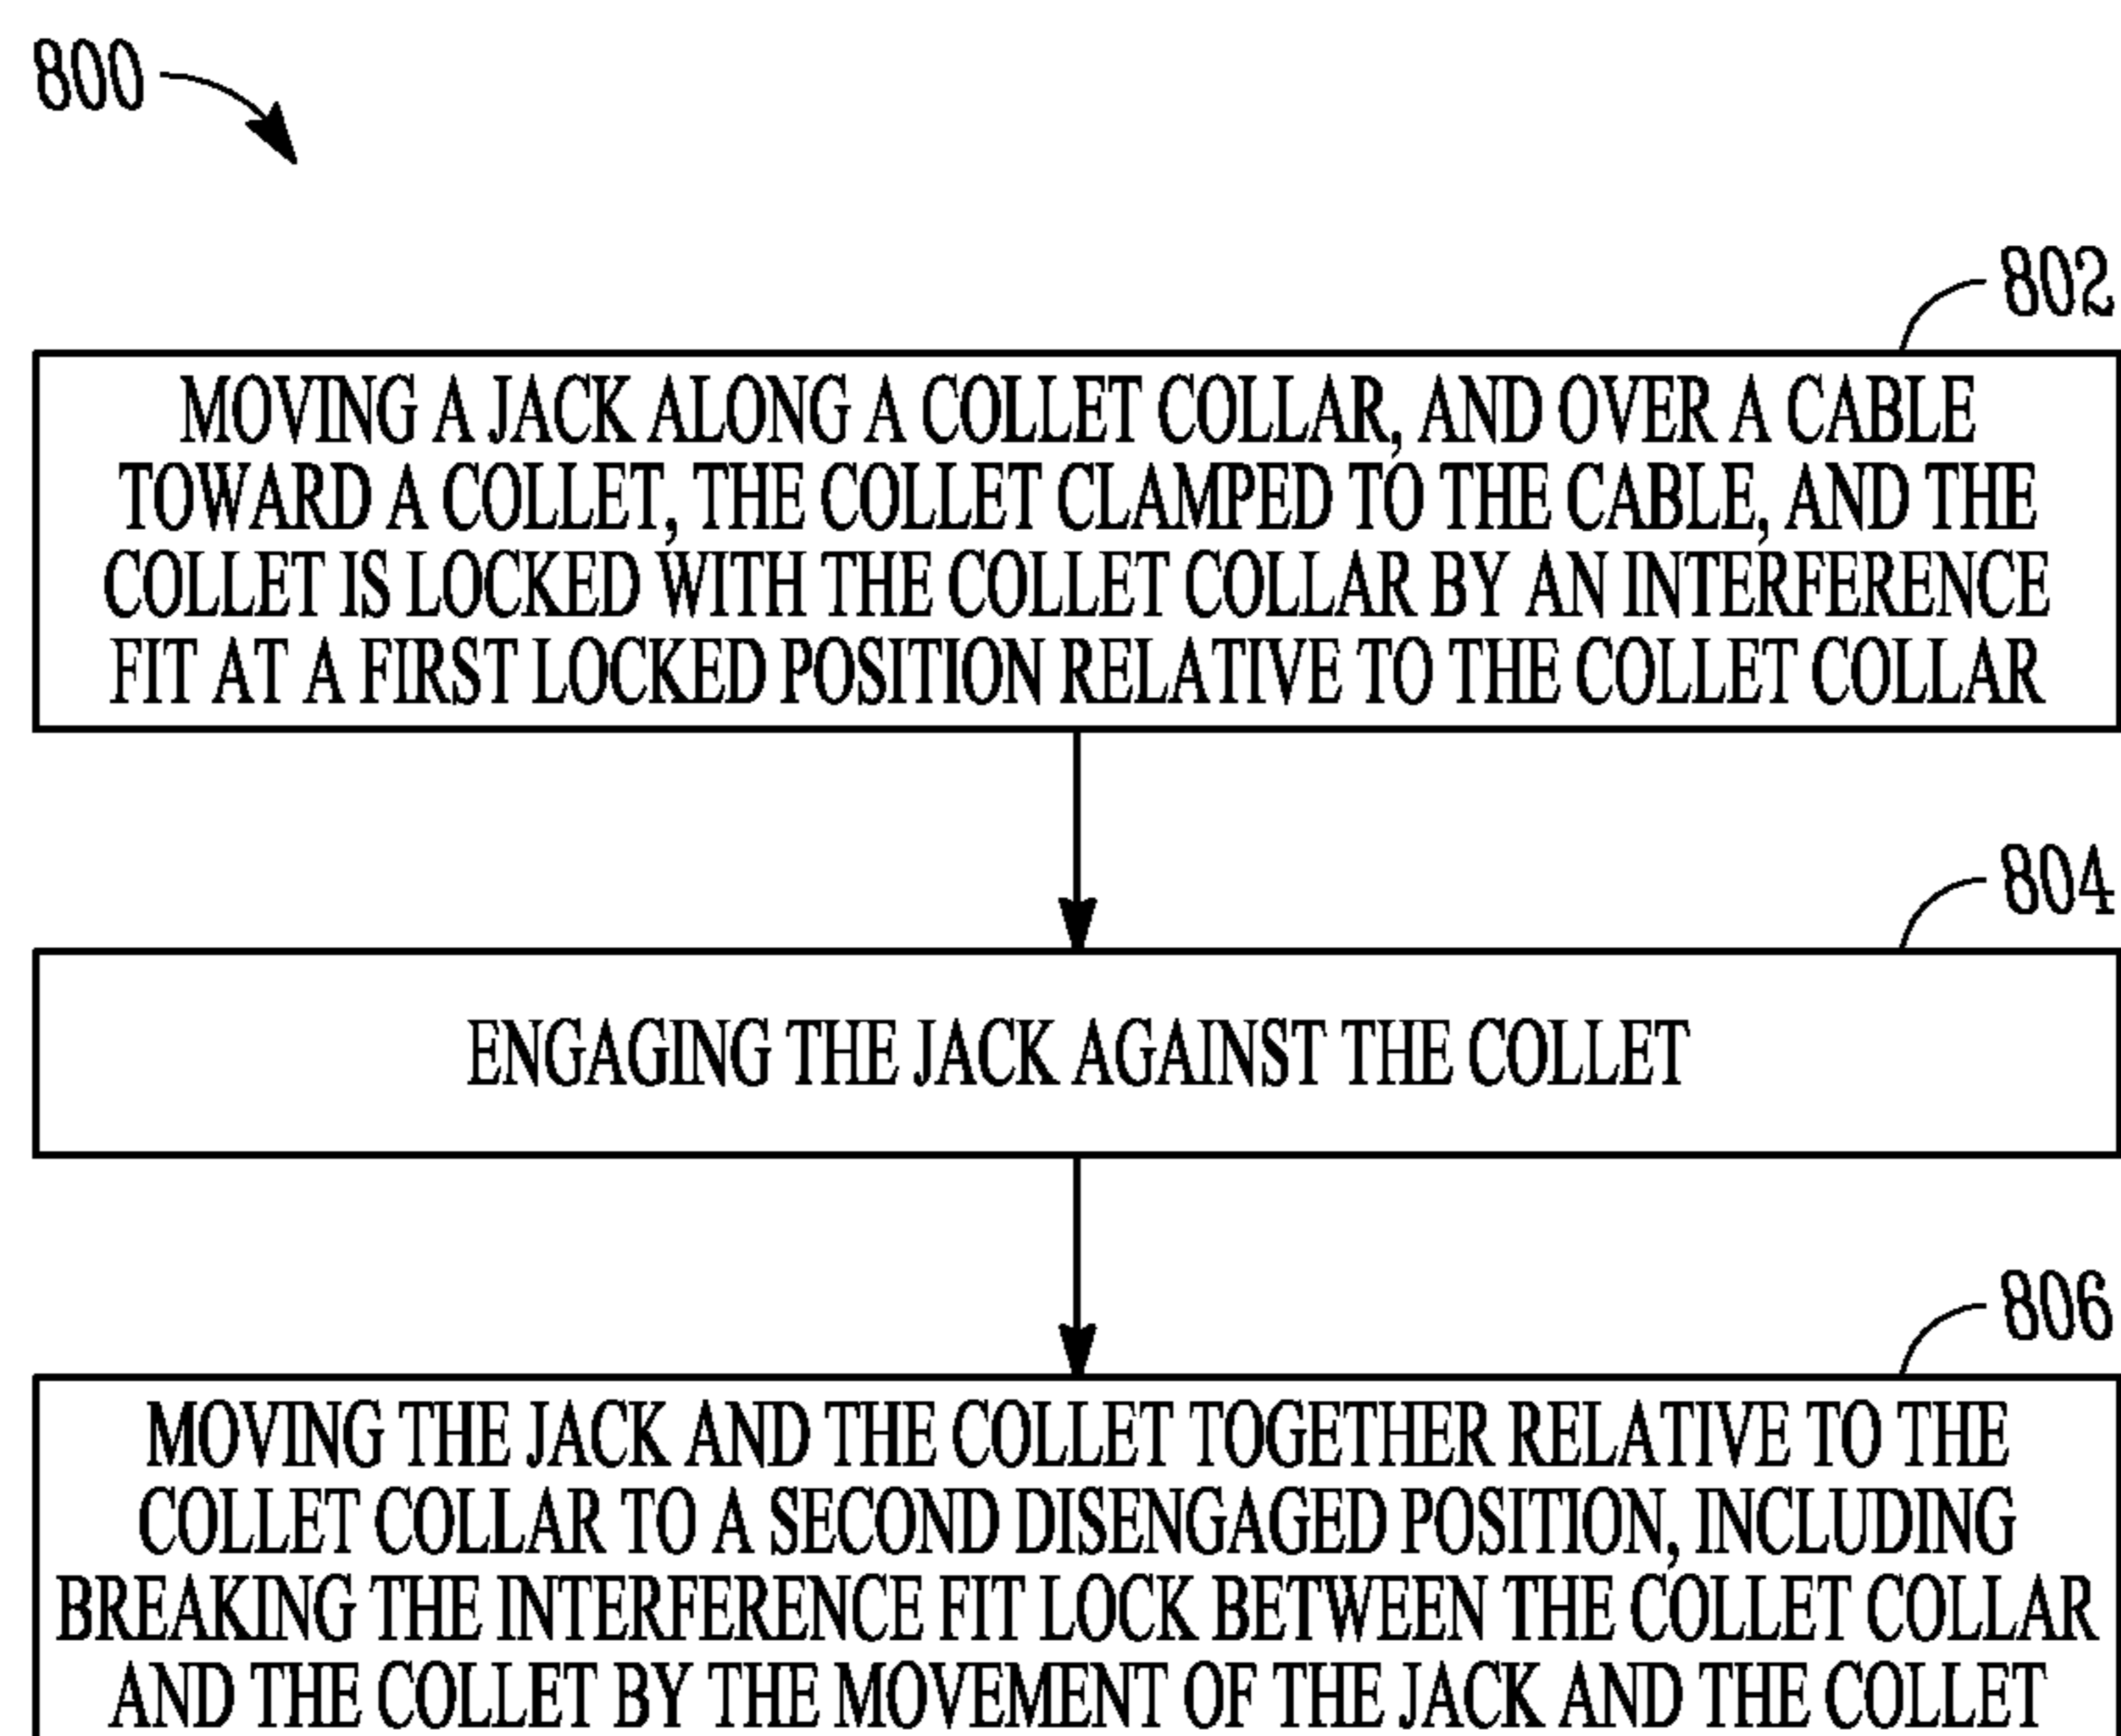 800
802
MOVING A JACK ALONG A COLLET COLLAR, AND OVER A CABLE
TOWARD A COLLET, THE COLLET CLAMPED TO THE CABLE, AND THE
COLLET IS LOCKED WITH THE COLLET COLLAR BY AN INTERFERENCE
FIT AT A FIRST LOCKED POSITION RELATIVE TO THE COLLET COLLAR
804
ENGAGING THE JACK AGAINST THE COLLET
806
MOVING THE JACK AND THE COLLET TOGETHER RELATIVE TO THE
COLLET COLLAR TO A SECOND DISENGAGED POSITION, INCLUDING
BREAKING THE INTERFERENCE FIT LOCK BETWEEN THE COLLET COLLAR
AND THE COLLET BY THE MOVEMENT OF THE JACK AND THE COLLET